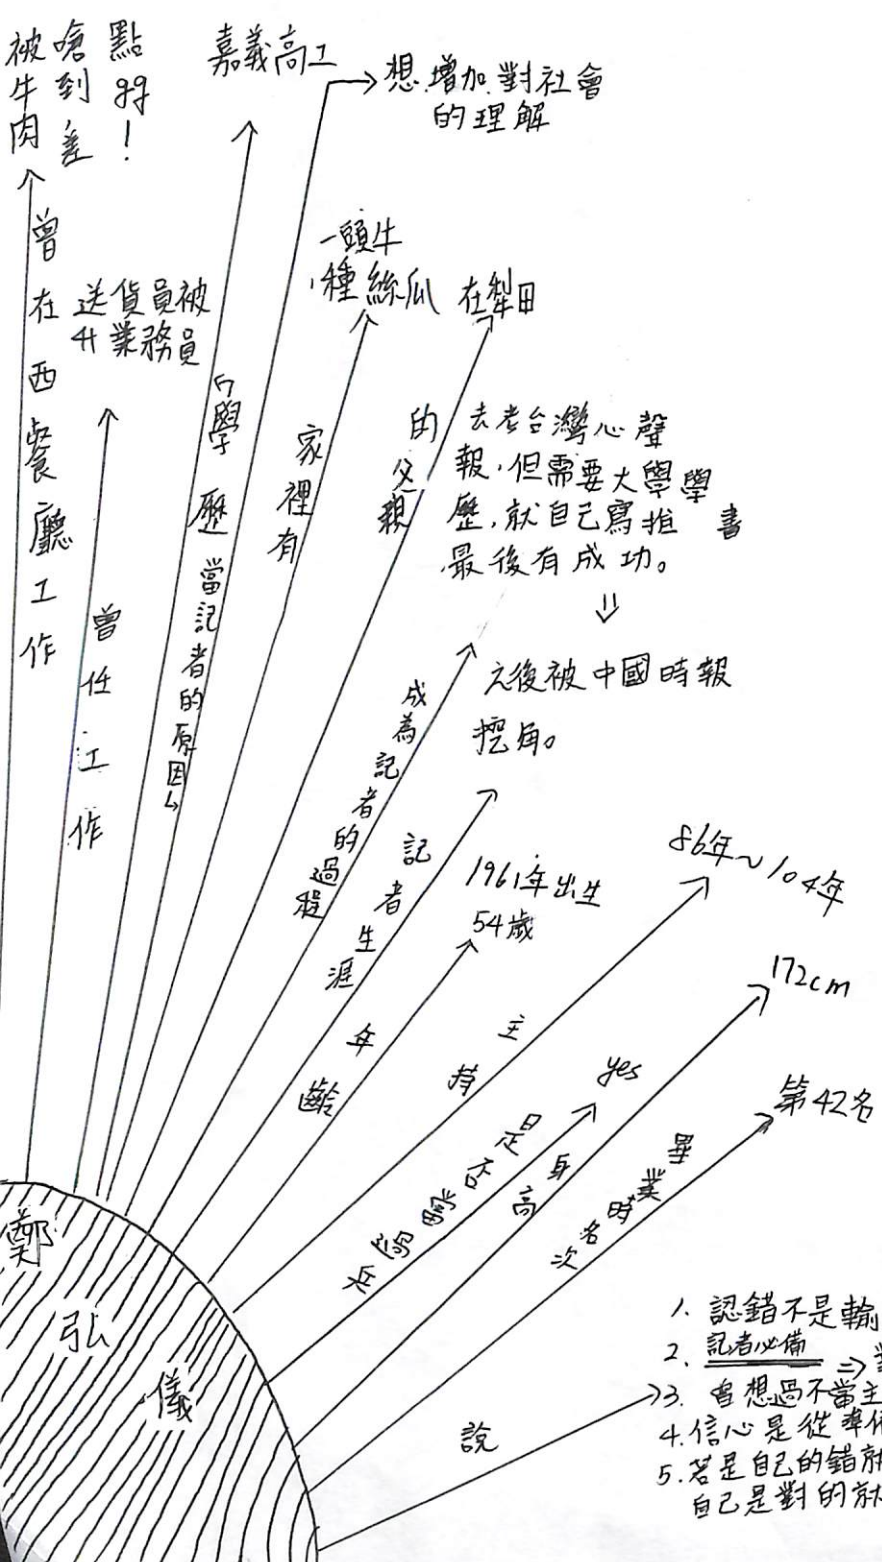 被牛肉
嗆到差
點gg！
曾在西餐廳工作
送貨員被
升業務員
曾任工作
嘉義高工
學歷
想增加對社會
的理解
當記者的原因
一頭牛
種絲瓜
家裡有
在犁田
的父親
去考台灣心聲
報，但需要大學學
歷，就自己寫推 書
最後有成功。
⇓
成為記者的過程
之後被中國時報
挖角。
記者生涯
1961年出生
54歲
年齡
86年～104年
主持
yes
是否
過
兵
172cm
身高
第42名
畢業時名次
說
1. 認錯不是輸
2. 記者必備 ⇒
3. 曾想過不當主
4. 信心是從準備
5. 若是自己的錯就
自己是對的就
鄭
弘
儀